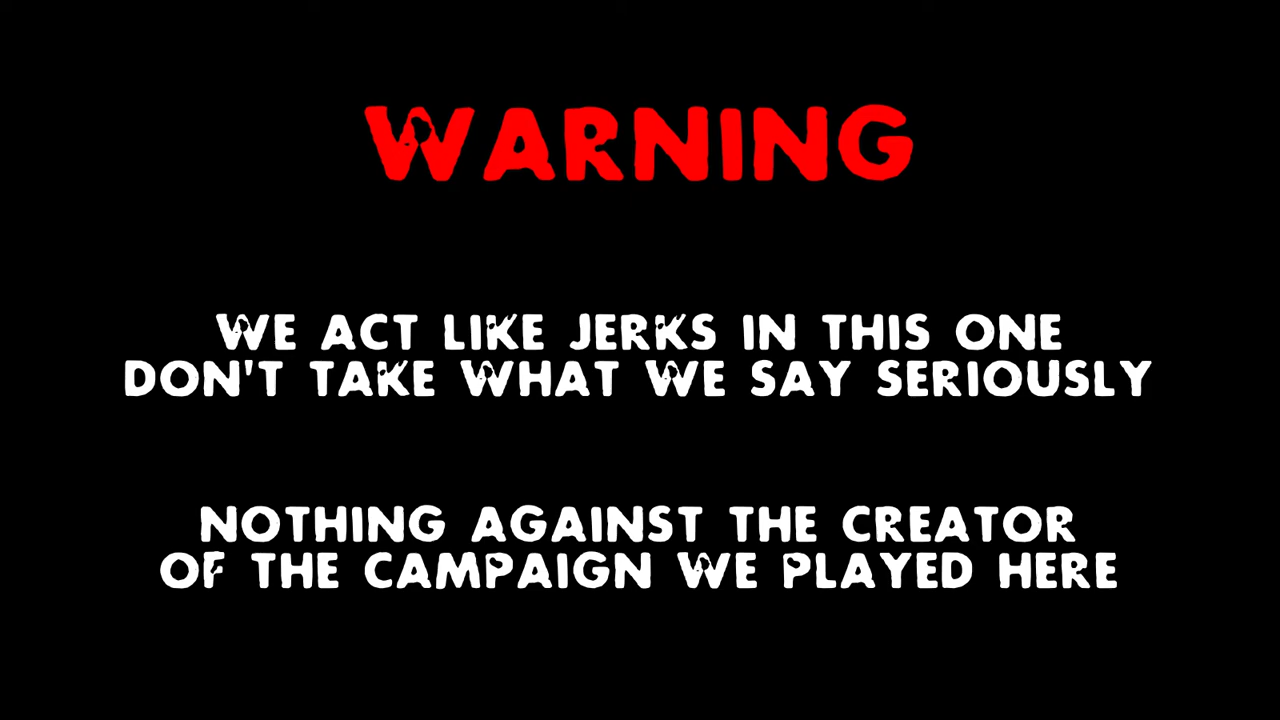 WARNING
WE ACT LIKE JERKS IN THIS ONE
DON'T TAKE WHAT WE SAY SERIOUSLY
NOTHING AGAINST THE CREATOR
OF THE CAMPAIGN WE PLAYED HERE